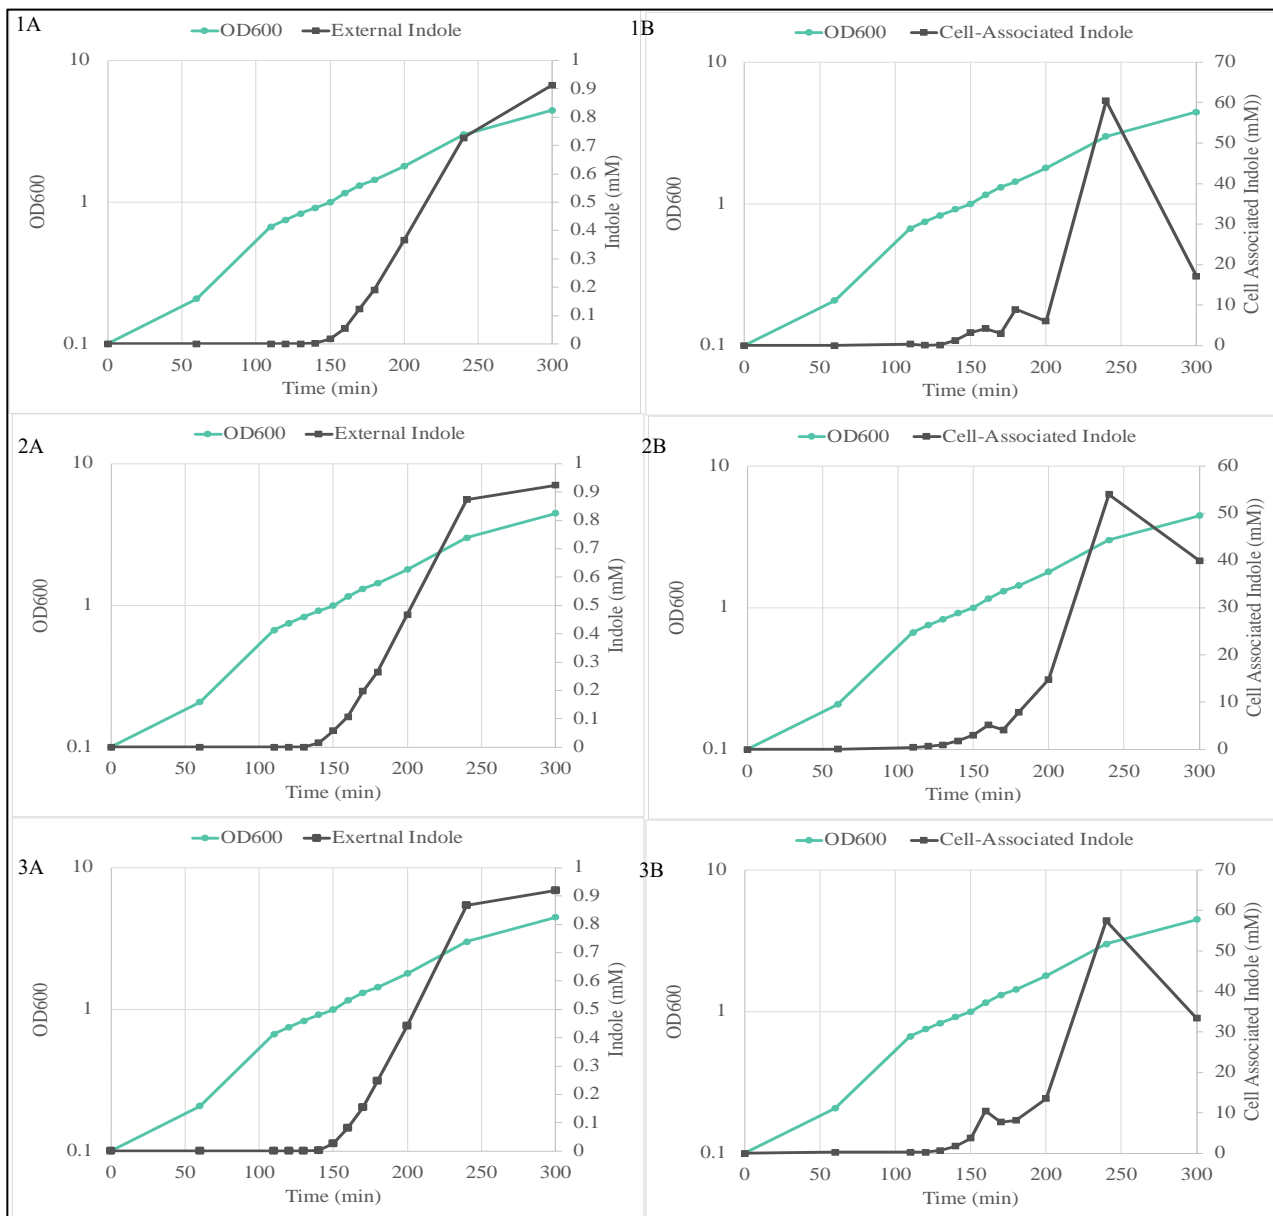 1A
OD600 External Indole
10
1
0.1
OD600
1
0.9
0.8
0.7
0.6
0.5
0.4
0.3
0.2
0.1
0
Indole (mM)
0 50 100 150 200 250 300
Time (min)
1B
OD600 Cell-Associated Indole
10
1
0.1
OD600
70
60
50
40
30
20
10
0
Cell Associated Indole (mM))
0 50 100 150 200 250 300
Time (min)
2A
OD600 External Indole
10
1
0.1
OD600
1
0.9
0.8
0.7
0.6
0.5
0.4
0.3
0.2
0.1
0
Indole (mM)
0 50 100 150 200 250 300
Time (min)
2B
OD600 Cell-Associated Indole
10
1
0.1
OD600
60
50
40
30
20
10
0
Cell Associated Indole (mM))
0 50 100 150 200 250 300
Time (min)
3A
OD600 Exertnal Indole
10
1
0.1
OD600
1
0.9
0.8
0.7
0.6
0.5
0.4
0.3
0.2
0.1
0
Indole (mM)
0 50 100 150 200 250 300
Time (min)
3B
OD600 Cell-Associated Indole
10
1
0.1
OD600
70
60
50
40
30
20
10
0
Cell Associated Indole (mM))
0 50 100 150 200 250 300
Time (min)